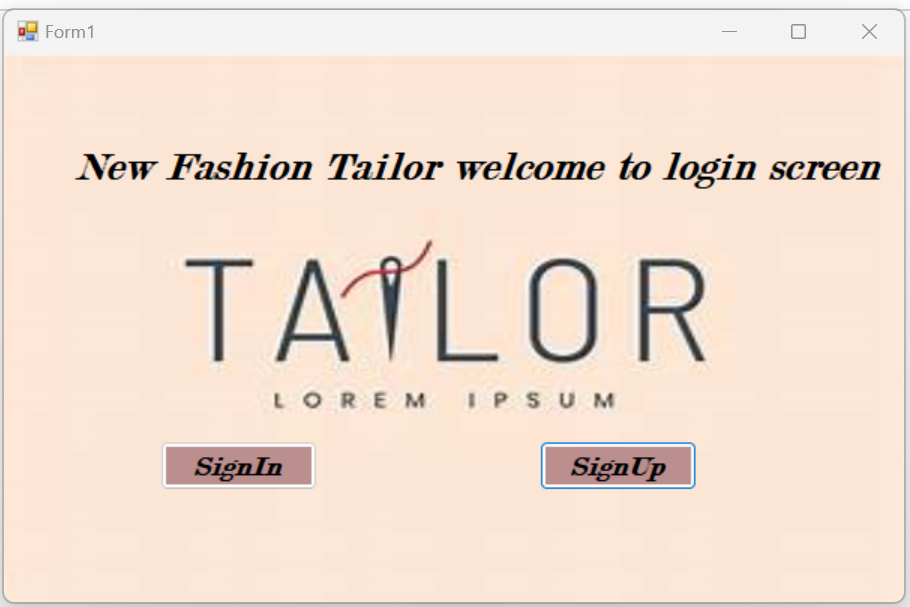 Form1
New Fashion Tailor welcome to login screen
TAILOR
LOREM IPSUM
SignIn SignUp